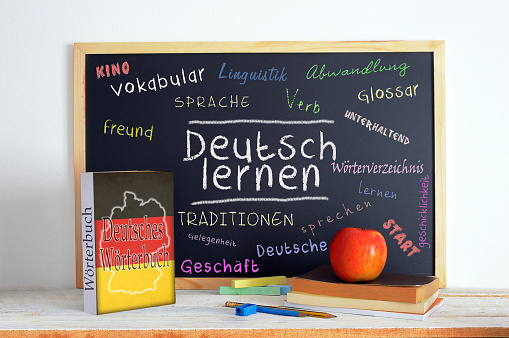 KINO
Vokabular
Linguistik
Abwandlung
Glossar
SPRACHE
Verb
UNTERHALTEND
freund
Deutsch
lernen
Wörterverzeichnis
lernen
geschicklichkeit
TRADITIONEN
sprechen
START
Gelegenheit
Deutsche
Geschäft
Wörterbuch
Deutsches
Wörterbuch